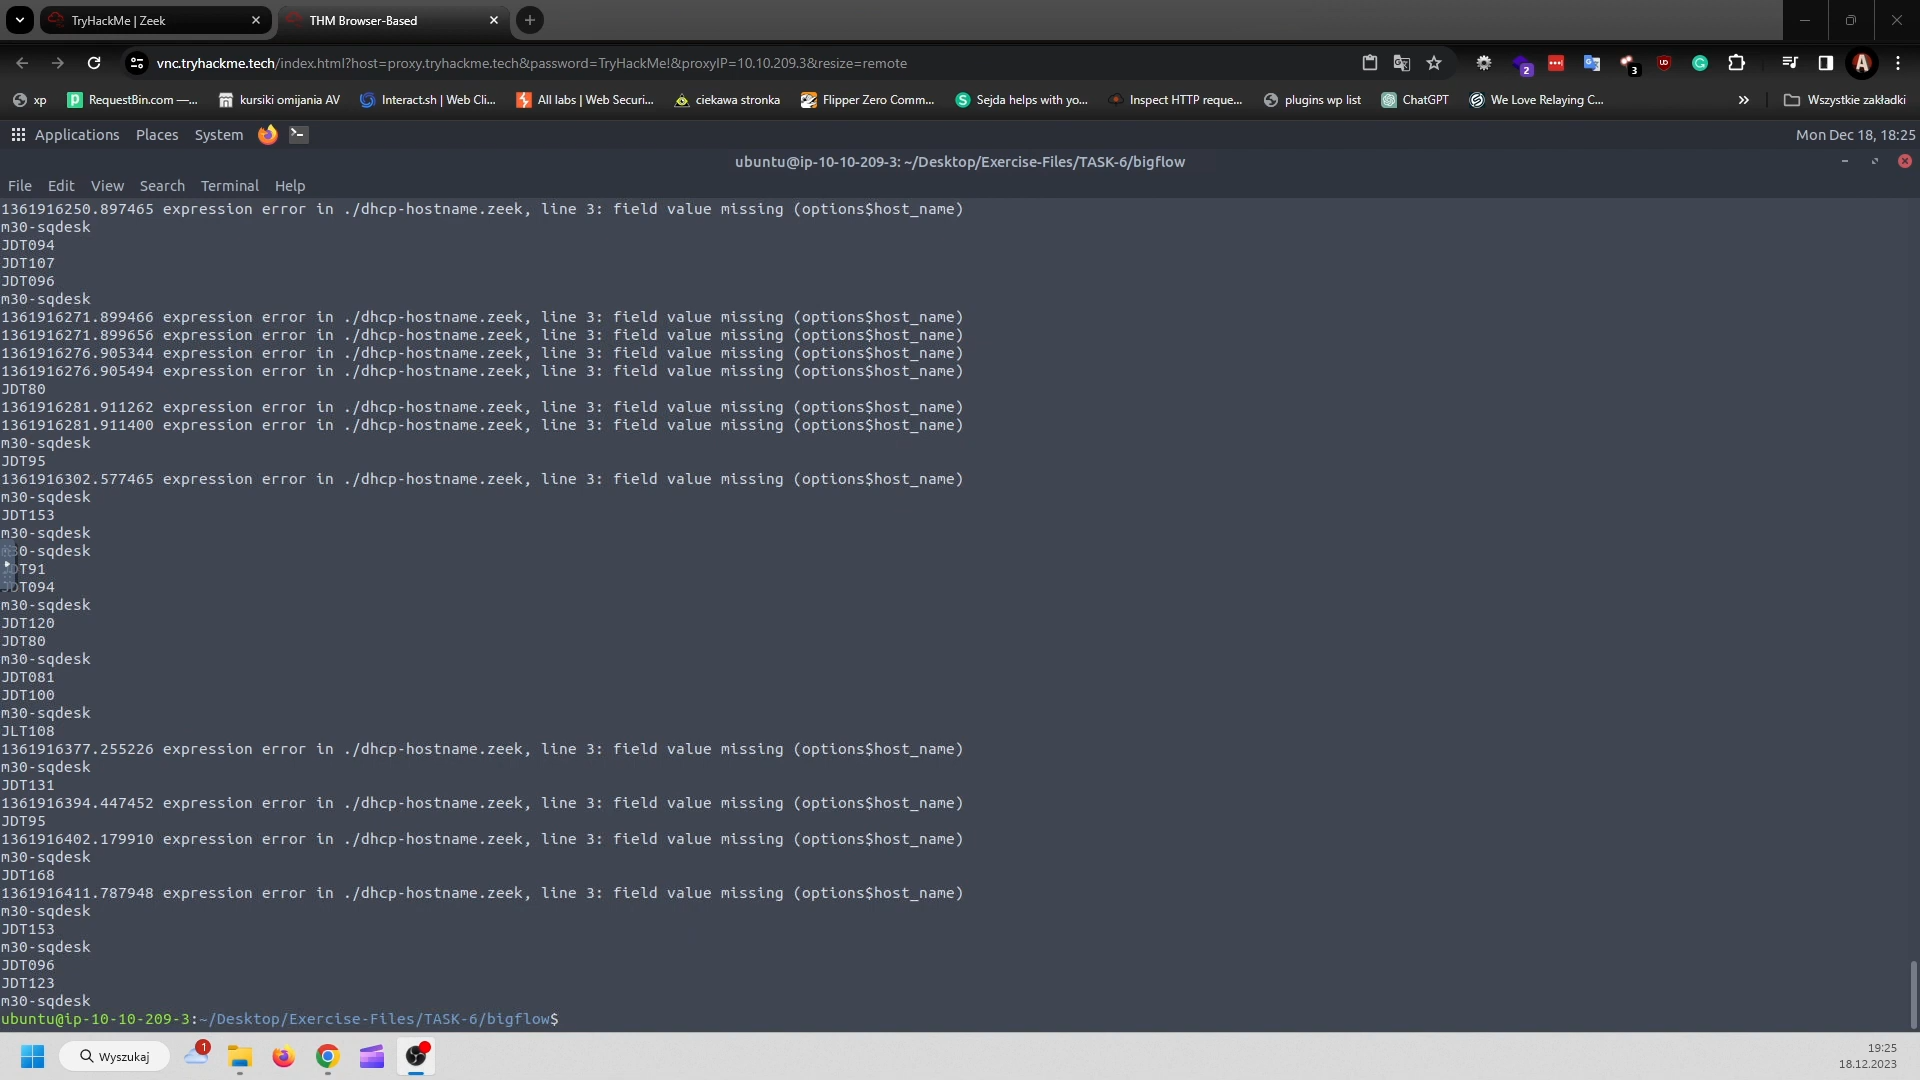 TryHackMe | Zeek
THM Browser-Based
vnc.tryhackme.tech/index.html?host=proxy.tryhackme.tech&password=TryHackMe!&proxyIP=10.10.209.3&resize=remote
2
3
A
xp
RequestBin.com —...
kursiki omijania AV
Interact.sh | Web Cli...
All labs | Web Securi...
ciekawa stronka
Flipper Zero Comm...
Sejda helps with yo...
Inspect HTTP reque...
plugins wp list
ChatGPT
We Love Relaying C...
Wszystkie zakładki
Applications Places System
Mon Dec 18, 18:25
ubuntu@ip-10-10-209-3: ~/Desktop/Exercise-Files/TASK-6/bigflow
File Edit View Search Terminal Help
1361916250.897465 expression error in ./dhcp-hostname.zeek, line 3: field value missing (options$host_name)
m30-sqdesk
JDT094
JDT107
JDT096
m30-sqdesk
1361916271.899466 expression error in ./dhcp-hostname.zeek, line 3: field value missing (options$host_name)
1361916271.899656 expression error in ./dhcp-hostname.zeek, line 3: field value missing (options$host_name)
1361916276.905344 expression error in ./dhcp-hostname.zeek, line 3: field value missing (options$host_name)
1361916276.905494 expression error in ./dhcp-hostname.zeek, line 3: field value missing (options$host_name)
JDT80
1361916281.911262 expression error in ./dhcp-hostname.zeek, line 3: field value missing (options$host_name)
1361916281.911400 expression error in ./dhcp-hostname.zeek, line 3: field value missing (options$host_name)
m30-sqdesk
JDT95
1361916302.577465 expression error in ./dhcp-hostname.zeek, line 3: field value missing (options$host_name)
m30-sqdesk
JDT153
m30-sqdesk
m30-sqdesk
JDT91
JDT094
m30-sqdesk
JDT120
JDT80
m30-sqdesk
JDT081
JDT100
m30-sqdesk
JLT108
1361916377.255226 expression error in ./dhcp-hostname.zeek, line 3: field value missing (options$host_name)
m30-sqdesk
JDT131
1361916394.447452 expression error in ./dhcp-hostname.zeek, line 3: field value missing (options$host_name)
JDT95
1361916402.179910 expression error in ./dhcp-hostname.zeek, line 3: field value missing (options$host_name)
m30-sqdesk
JDT168
1361916411.787948 expression error in ./dhcp-hostname.zeek, line 3: field value missing (options$host_name)
m30-sqdesk
JDT153
m30-sqdesk
JDT096
JDT123
m30-sqdesk
ubuntu@ip-10-10-209-3:~/Desktop/Exercise-Files/TASK-6/bigflow$
Wyszukaj
1
19:25
18.12.2023